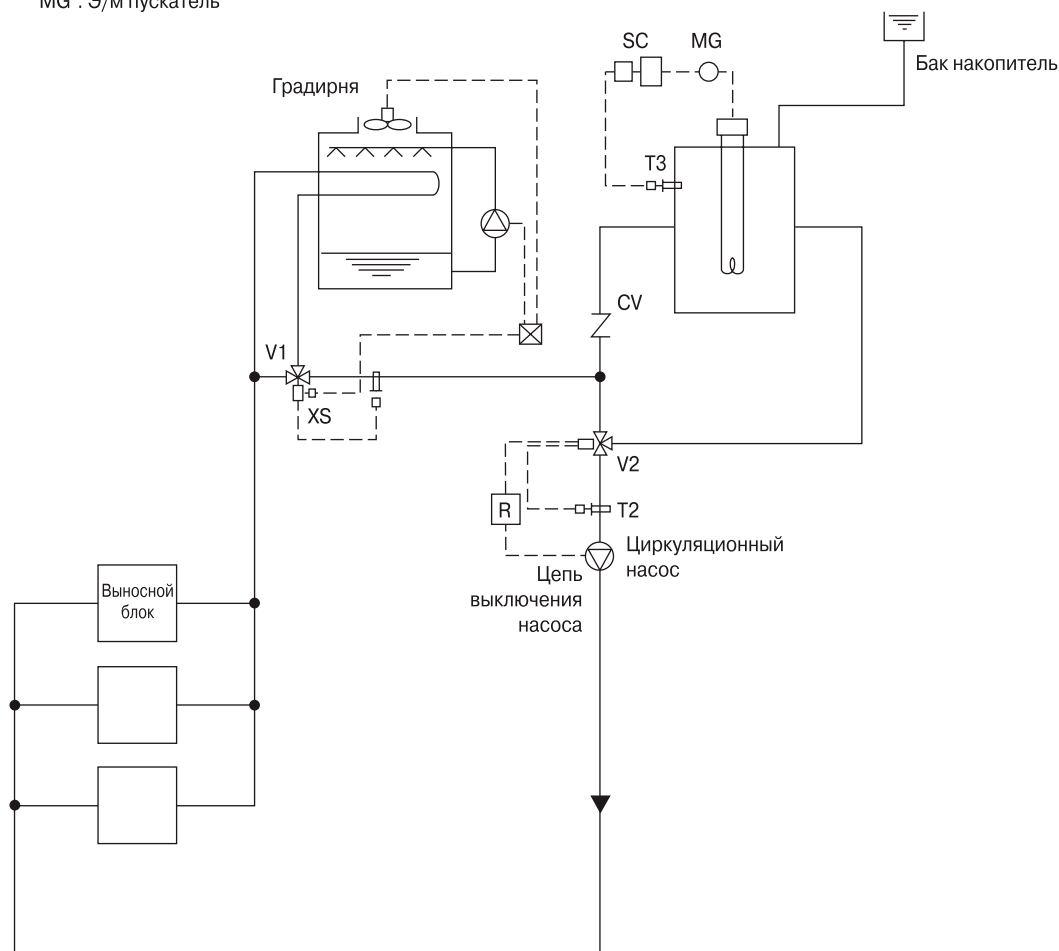 MG : Э/м пускатель
SC
MG
Бак накопитель
Градирня
T3
CV
V1
XS
V2
R
T2
Циркуляционный
насос
Цепь
выключения
насоса
Выносной
блок